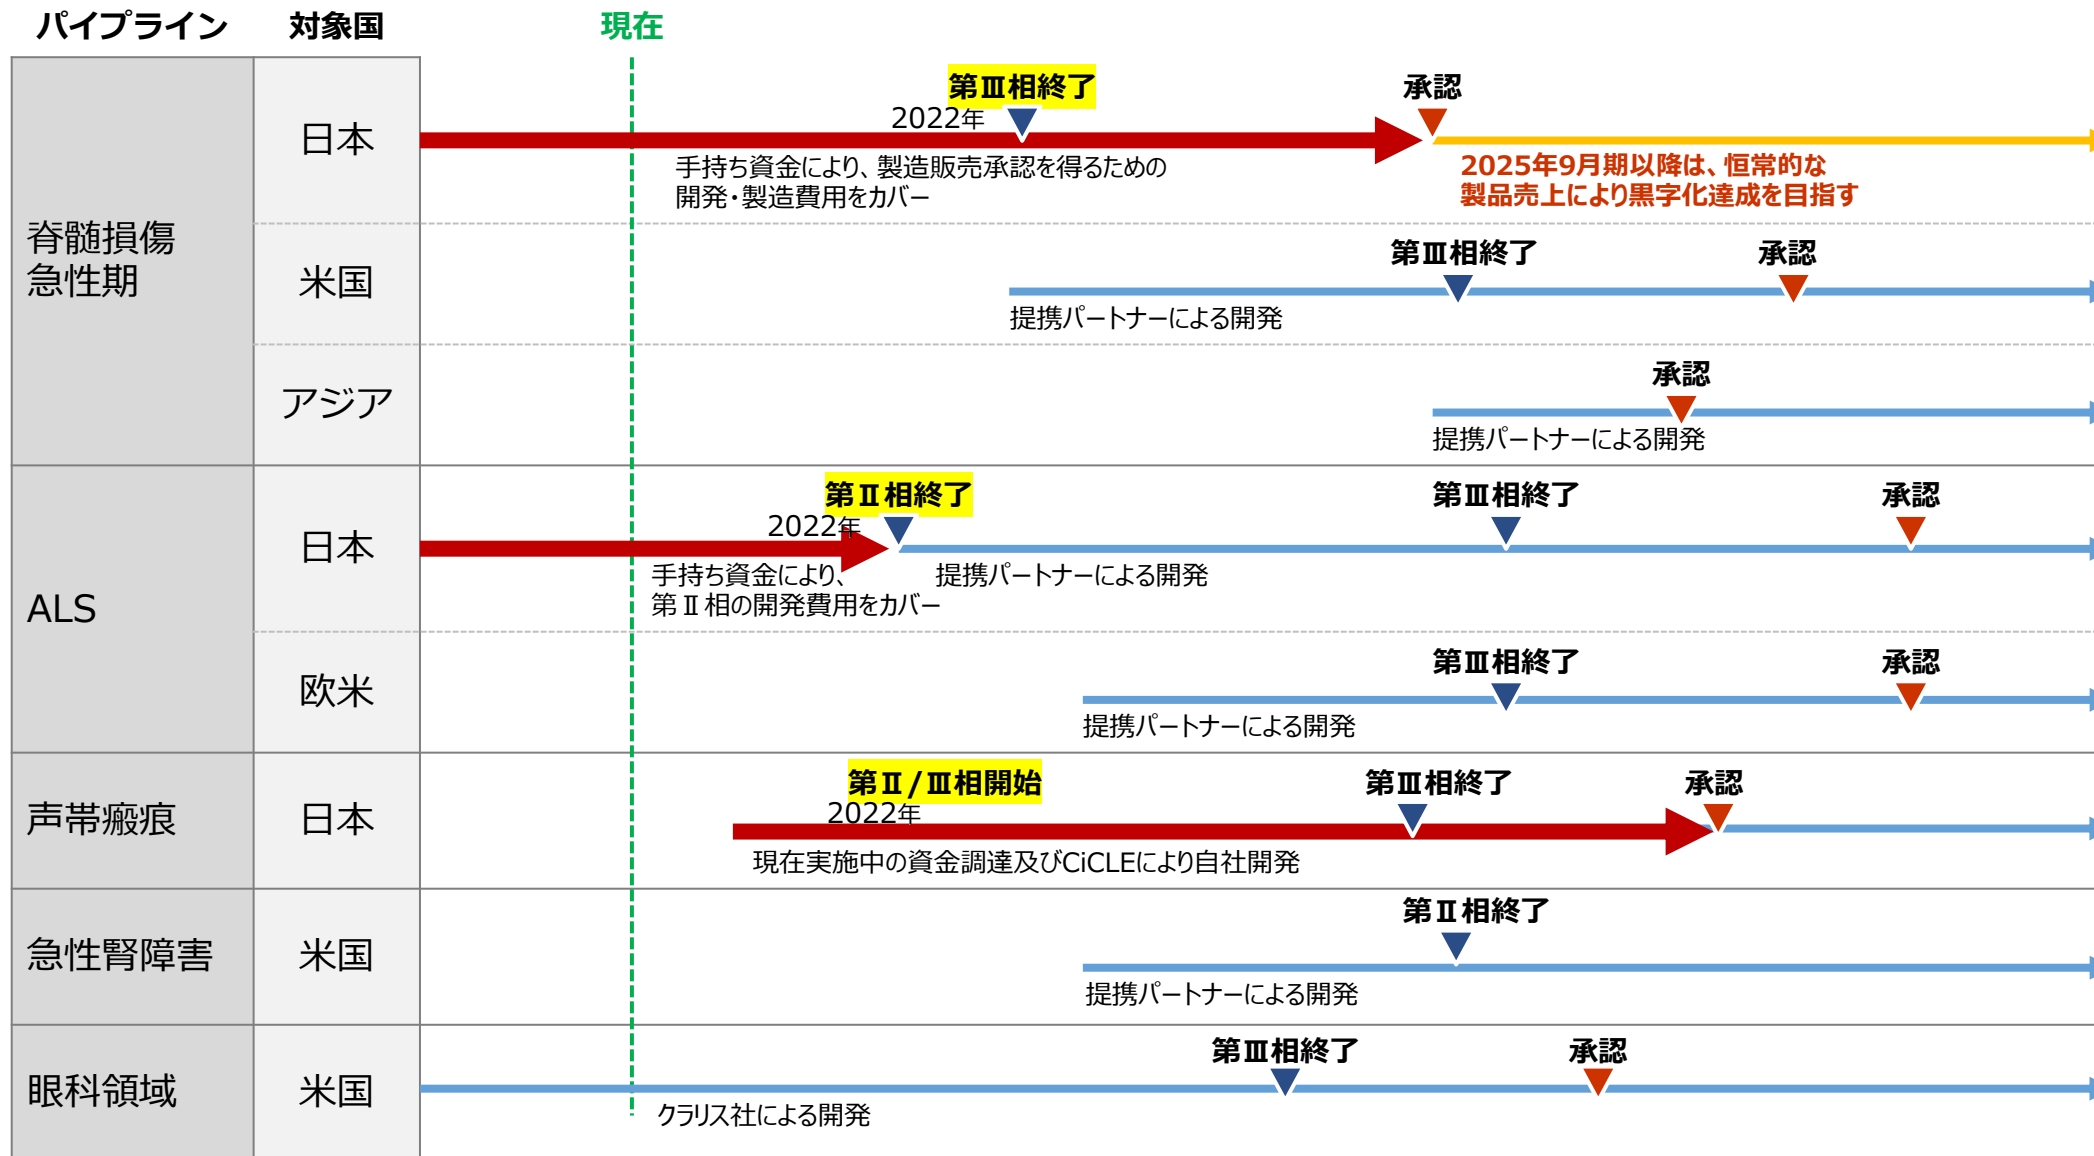 パイプライン 対象国 現在
脊髄損傷
急性期
日本
第Ⅲ相終了
2022年
承認
手持ち資金により、製造販売承認を得るための
開発・製造費用をカバー
2025年9月期以降は、恒常的な
製品売上により黒字化達成を目指す
米国
第Ⅲ相終了
承認
提携パートナーによる開発
アジア
承認
提携パートナーによる開発
ALS
日本
第Ⅱ相終了
2022年
第Ⅲ相終了
承認
手持ち資金により、
第Ⅱ相の開発費用をカバー
提携パートナーによる開発
欧米
第Ⅲ相終了
承認
提携パートナーによる開発
声帯瘢痕
日本
第Ⅱ/Ⅲ相開始
2022年
第Ⅲ相終了
承認
現在実施中の資金調達及びCiCLEにより自社開発
急性腎障害
米国
第Ⅱ相終了
提携パートナーによる開発
眼科領域
米国
第Ⅲ相終了
承認
クラリス社による開発